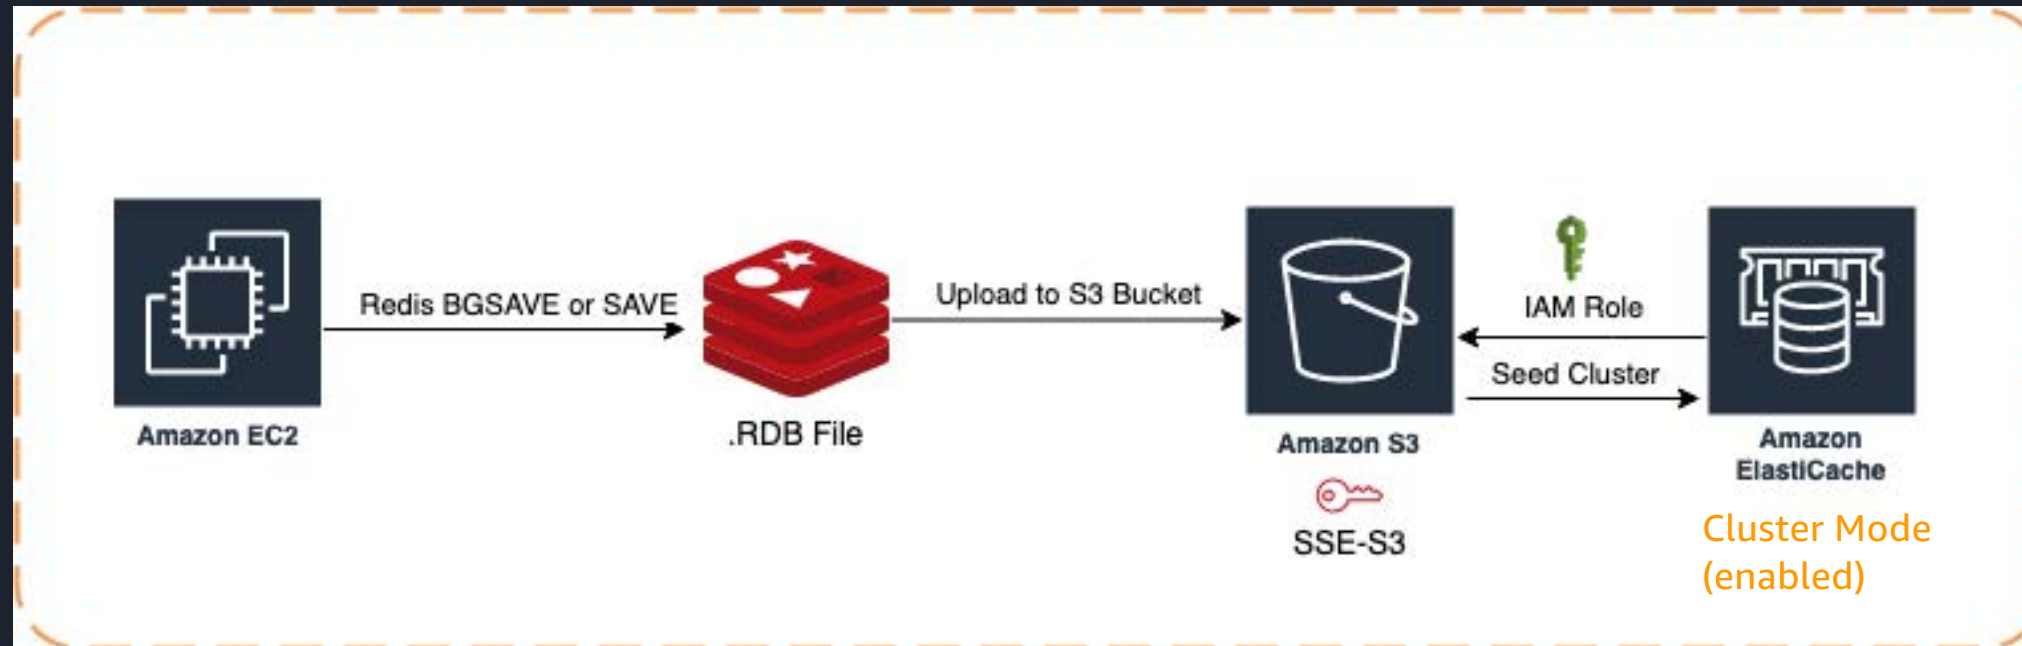 Redis BGSAVE or SAVE
Amazon EC2
.RDB File
Upload to S3 Bucket
Amazon S3
SSE-S3
IAM Role
Seed Cluster
Amazon
ElastiCache
Cluster Mode
(enabled)